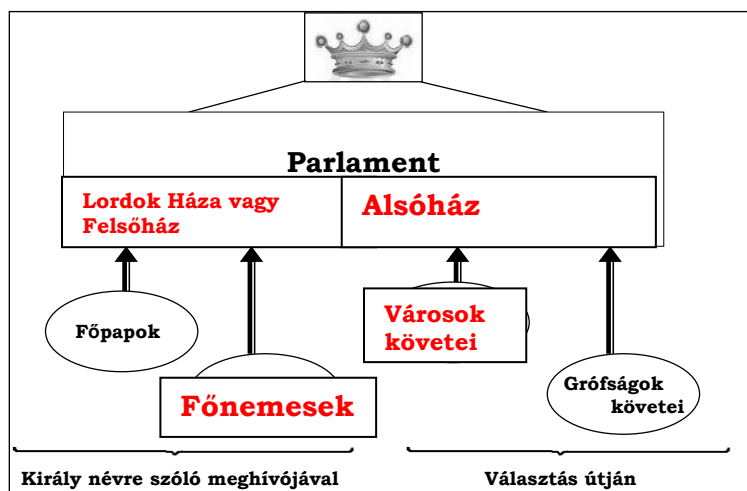 Parlament
Lordok Háza vagy
Felsőház
Alsóház
Főpapok
Városok
követei
Főnemesek
Grófságok
követei
Király névre szóló meghívójával
Választás útján